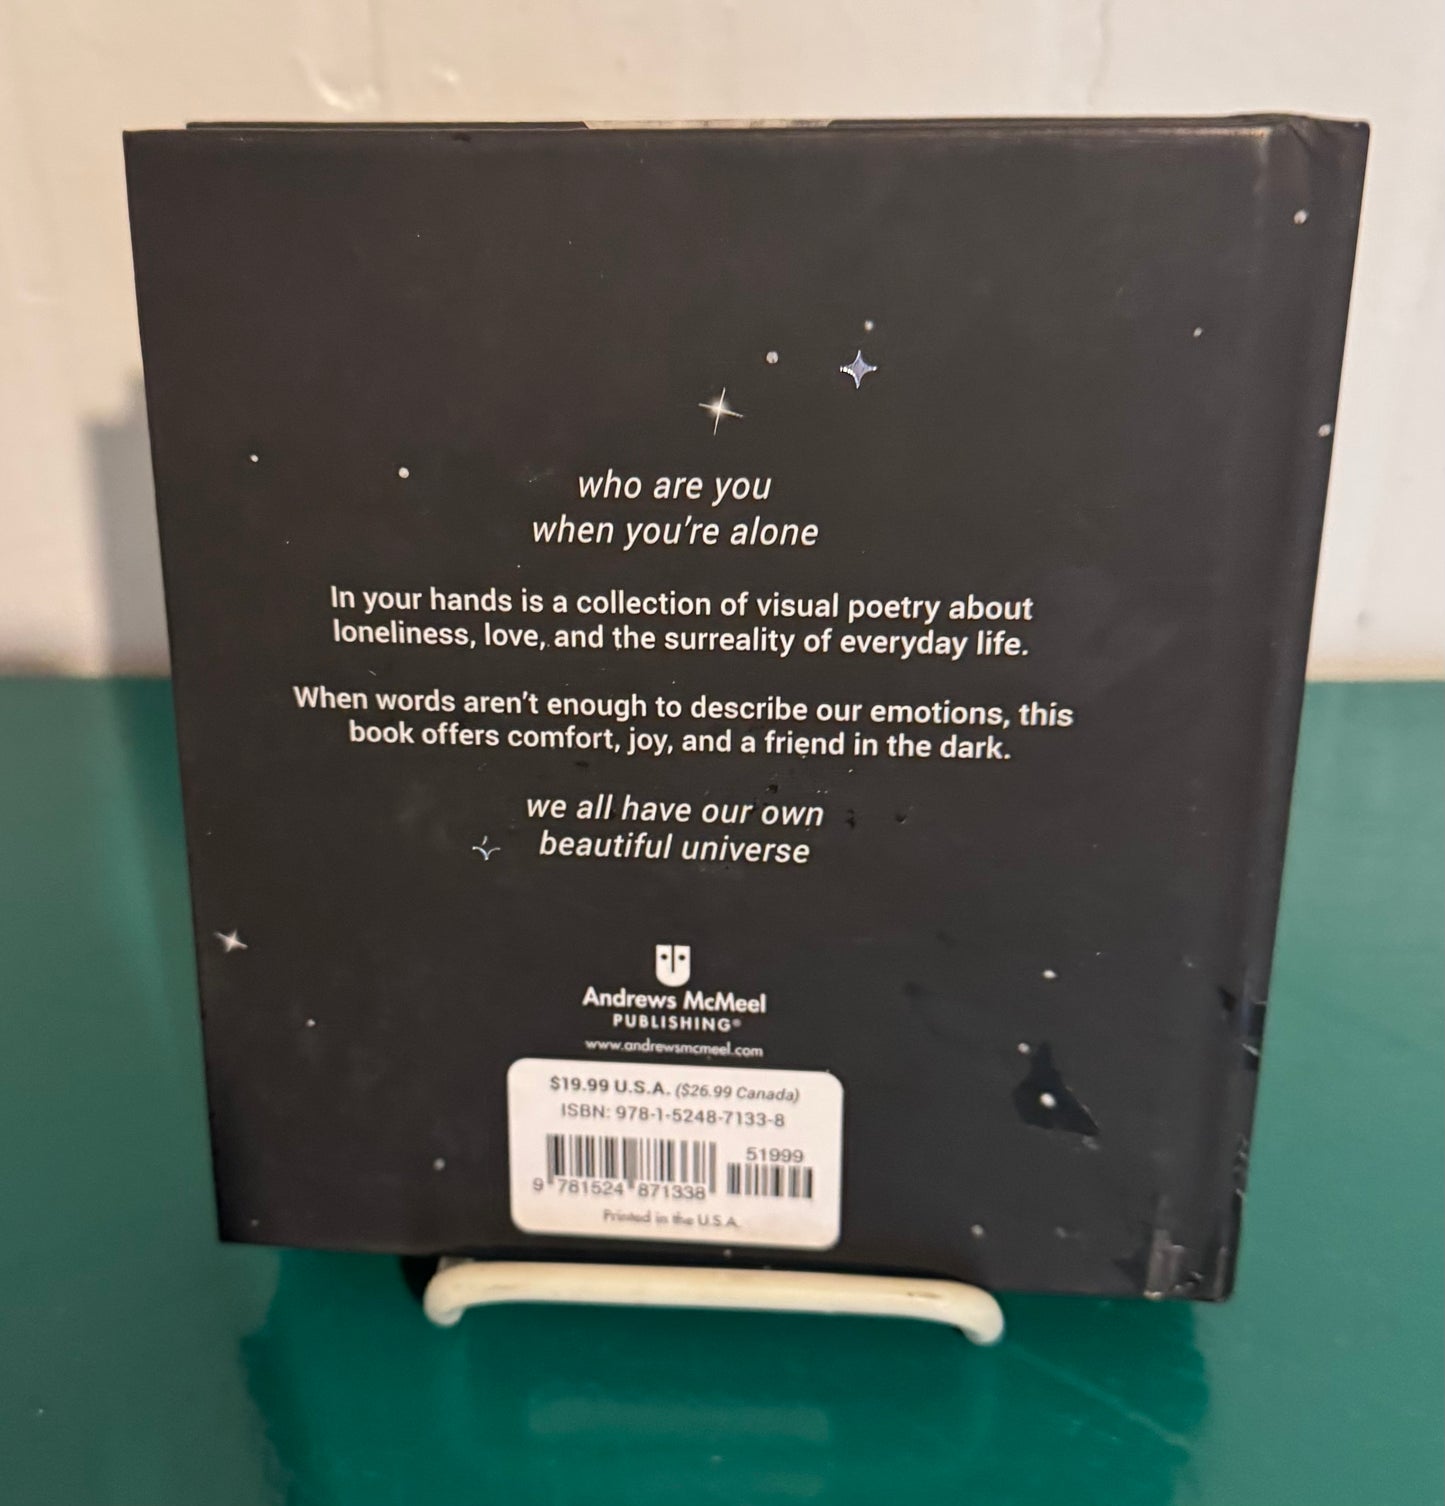 who are you
when you're alone
In your hands is a collection of visual poetry about
loneliness, love, and the surreality of everyday life.
When words aren't enough to describe our emotions, this
book offers comfort, joy, and a friend in the dark.
we all have our own
beautiful universe
Andrews McMeel
PUBLISHING®
www.andrewsmcmeel.com
$19.99 U.S.A. ($26.99 Canada)
ISBN: 978-1-5248-7133-8
51999
9 781524 871338
Printed in the U.S.A.